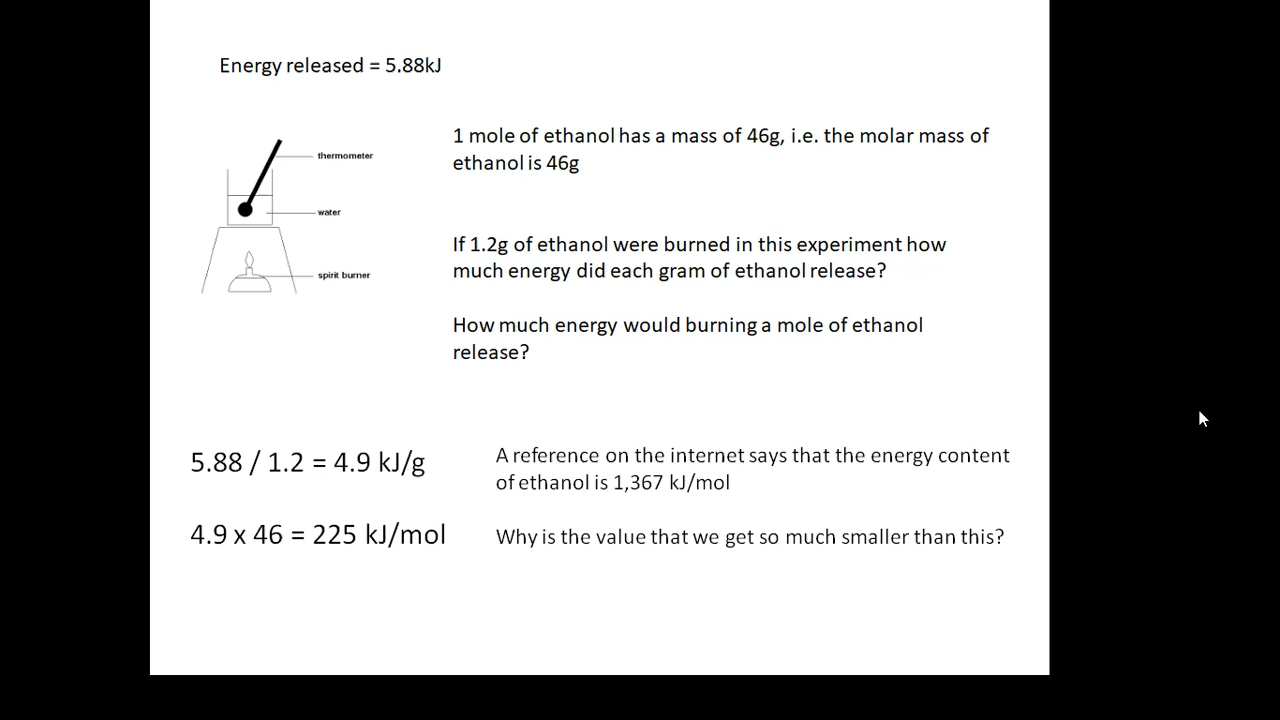 Energy released = 5.88kJ
1 mole of ethanol has a mass of 46g, i.e. the molar mass of
ethanol is 46g
thermometer
water
spirit burner
If 1.2g of ethanol were burned in this experiment how
much energy did each gram of ethanol release?
How much energy would burning a mole of ethanol
release?
5.88 / 1.2 = 4.9 kJ/g
4.9 x 46 = 225 kJ/mol
A reference on the internet says that the energy content
of ethanol is 1,367 kJ/mol
Why is the value that we get so much smaller than this?